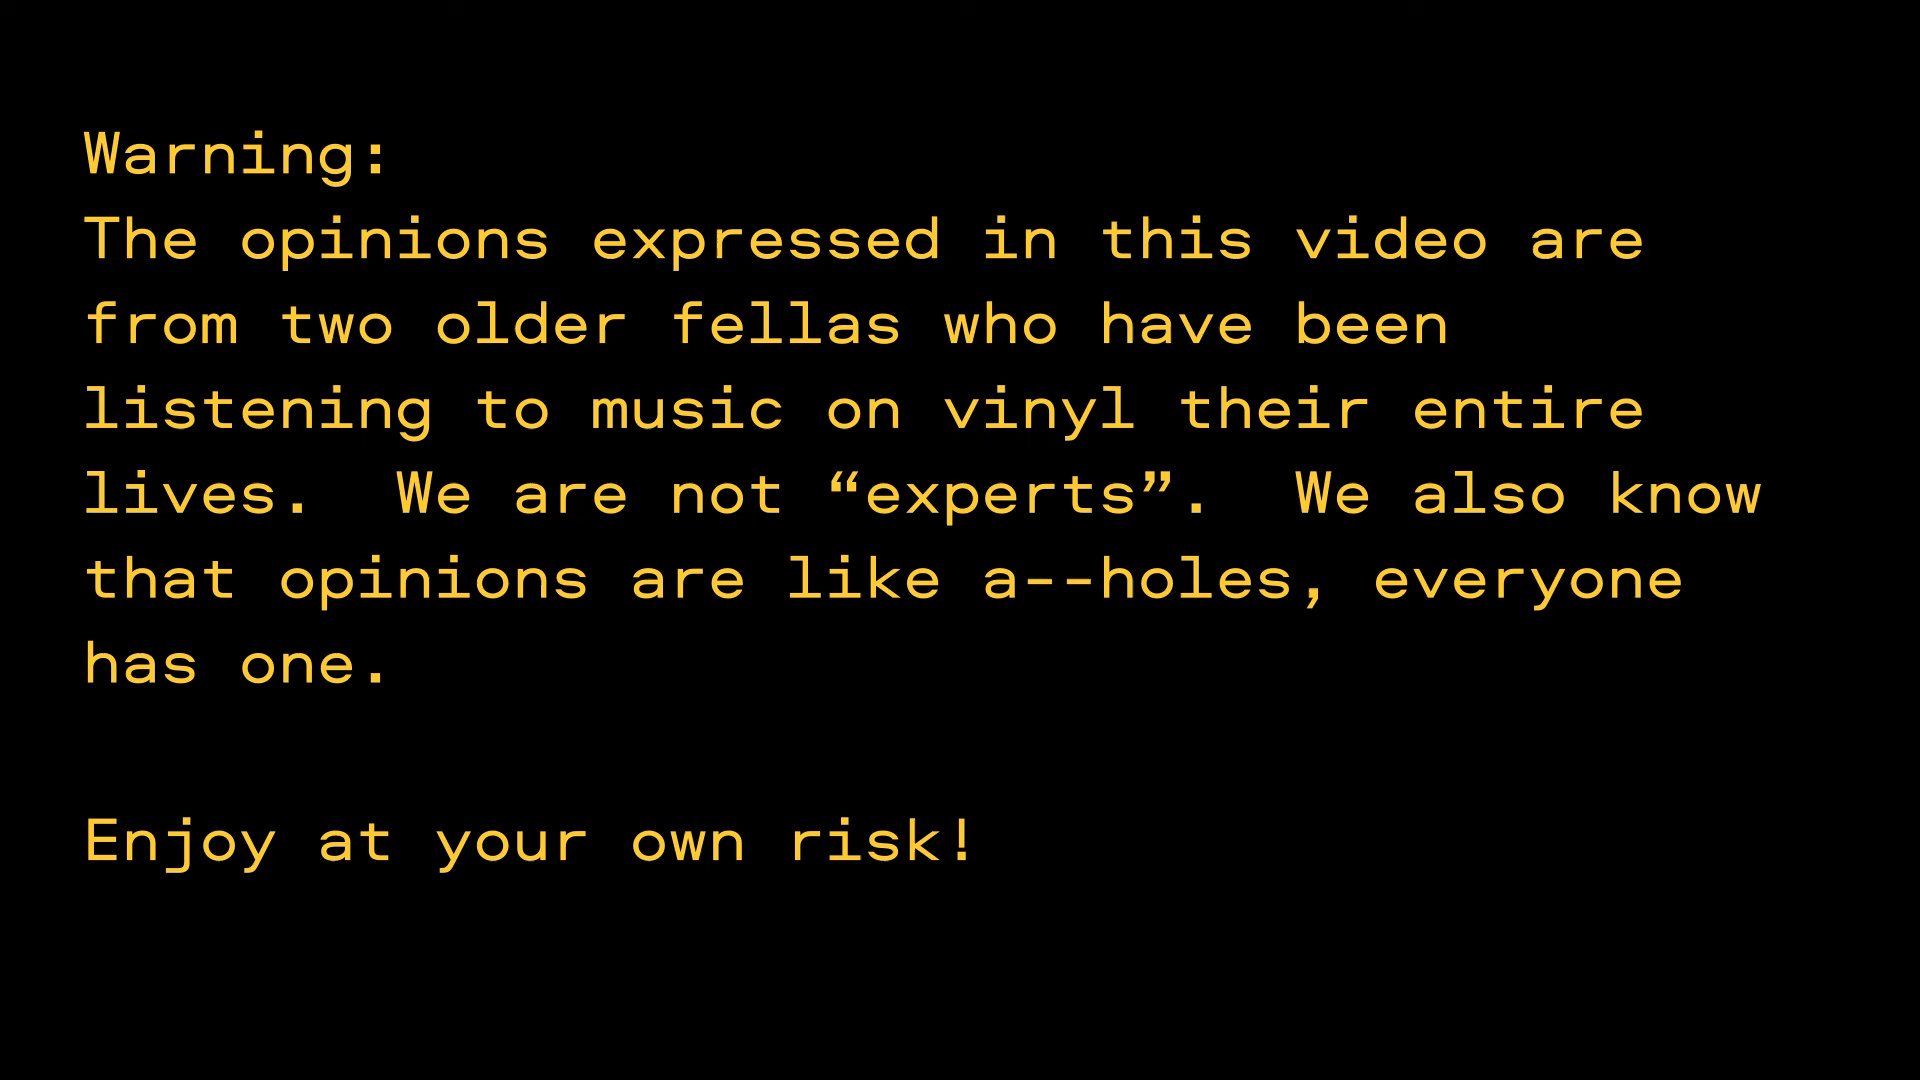 Warning:
The opinions expressed in this video are
from two older fellas who have been
listening to music on vinyl their entire
lives.  We are not “experts”.  We also know
that opinions are like a--holes, everyone
has one.
Enjoy at your own risk!